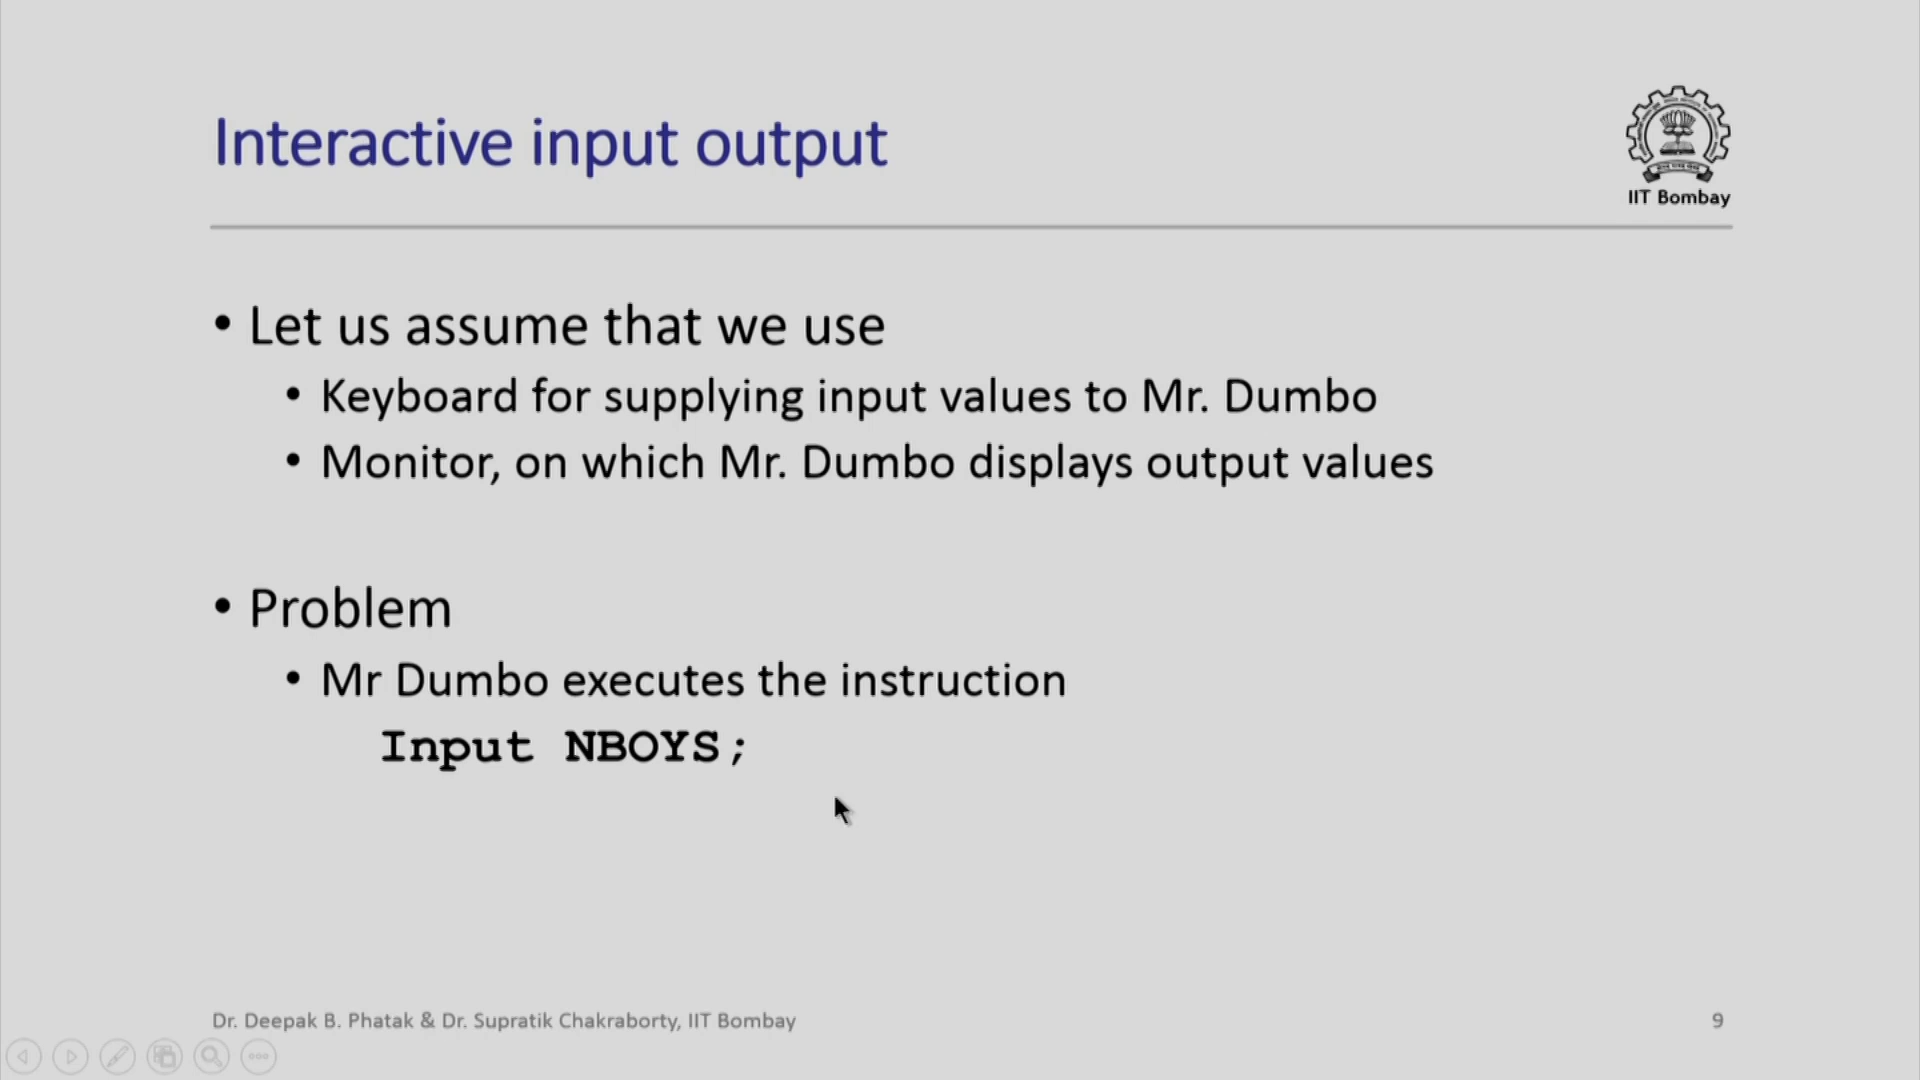 Interactive input output
IIT Bombay
• Let us assume that we use
• Keyboard for supplying input values to Mr. Dumbo
• Monitor, on which Mr. Dumbo displays output values
• Problem
• Mr Dumbo executes the instruction
Input NBOYS;
Dr. Deepak B. Phatak & Dr. Supratik Chakraborty, IIT Bombay
9